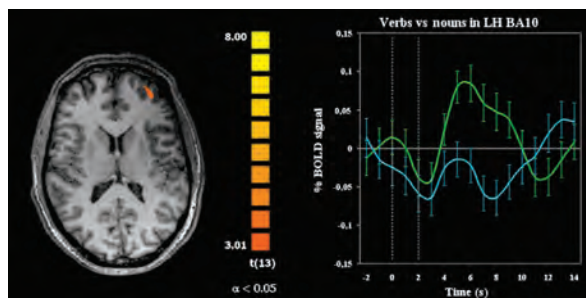 8.00
3.01
t(13)
α < 0.05
Verbs vs nouns in LH BA10
% BOLD signal
0,15
0,1
0,05
0
-0,05
-0,1
-0,15
-2 0 2 4 6 8 10 12 14
Time (s)